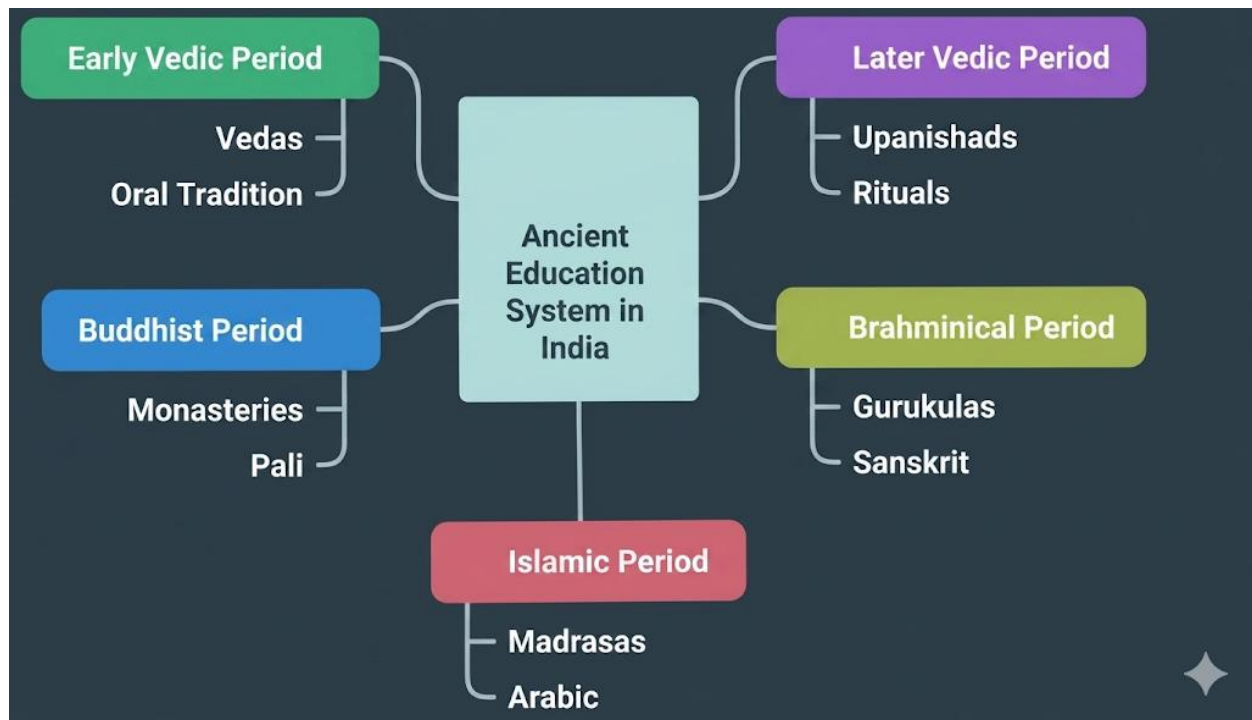 Early Vedic Period
Vedas
Oral Tradition
Later Vedic Period
Upanishads
Rituals
Ancient
Education
System in
India
Buddhist Period
Monasteries
Pali
Brahminical Period
Gurukulas
Sanskrit
Islamic Period
Madrasas
Arabic